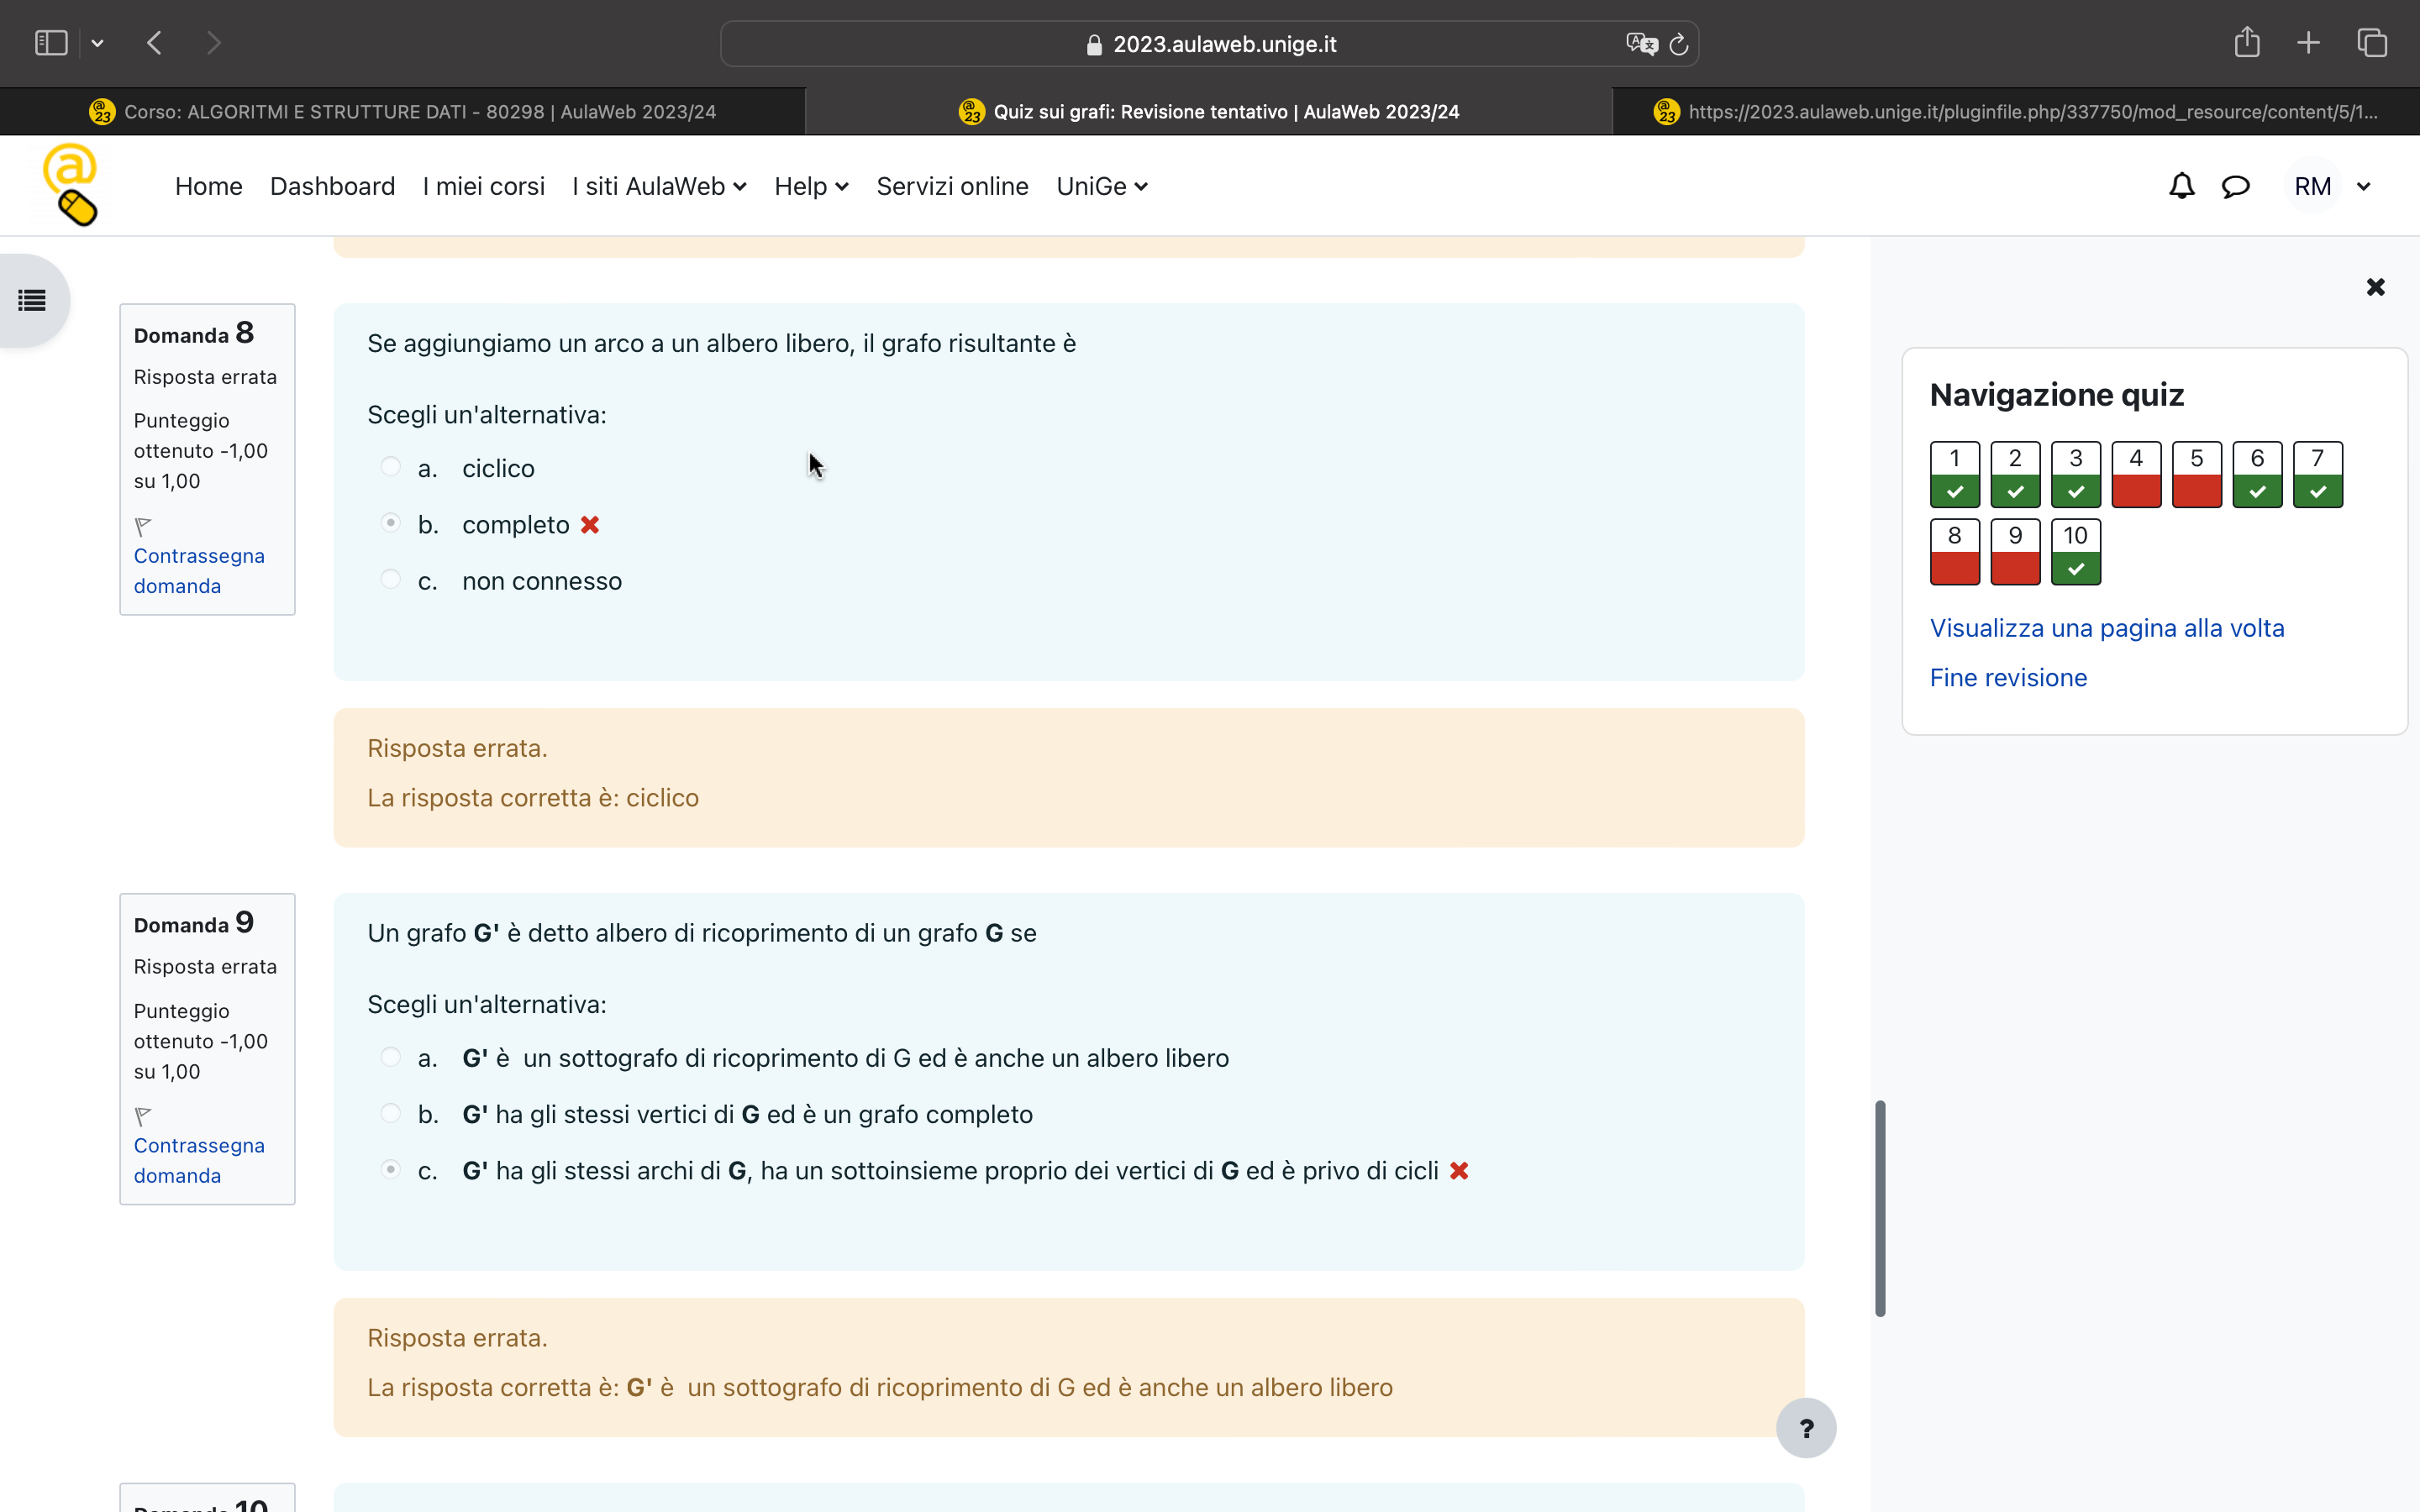 2023.aulaweb.unige.it
Corso: ALGORITMI E STRUTTURE DATI - 80298 | AulaWeb 2023/24
Quiz sui grafi: Revisione tentativo | AulaWeb 2023/24
https://2023.aulaweb.unige.it/pluginfile.php/337750/mod_resource/content/5/1...
Home
Dashboard
I miei corsi
I siti AulaWeb
Help
Servizi online
UniGe
RM
Domanda 8
Risposta errata
Punteggio
ottenuto -1,00
su 1,00
Contrassegna
domanda
Se aggiungiamo un arco a un albero libero, il grafo risultante è
Scegli un'alternativa:
a. ciclico
b. completo
c. non connesso
Risposta errata.
La risposta corretta è: ciclico
Domanda 9
Risposta errata
Punteggio
ottenuto -1,00
su 1,00
Contrassegna
domanda
Un grafo G' è detto albero di ricoprimento di un grafo G se
Scegli un'alternativa:
a. G' è un sottografo di ricoprimento di G ed è anche un albero libero
b. G' ha gli stessi vertici di G ed è un grafo completo
c. G' ha gli stessi archi di G, ha un sottoinsieme proprio dei vertici di G ed è privo di cicli
Risposta errata.
La risposta corretta è: G' è un sottografo di ricoprimento di G ed è anche un albero libero
?
Domanda 10
Navigazione quiz
1 2 3 4 5 6 7
8 9 10
Visualizza una pagina alla volta
Fine revisione